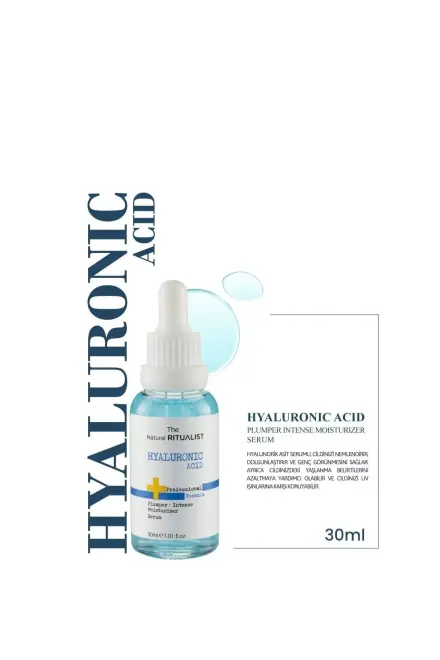 HYALURONIC
ACID
The
Natural RITUALIST
HYALURONIC
ACID
Professional
Formula
Plumper - Intense
Moisturizer
Serum
30ml℮1.01 fl.oz
HYALURONIC ACID
PLUMPER INTENSE MOISTURIZER
SERUM
HYALUNDRİK ASİT SERUMU, CİLDİNİZİ NEMLENDİRİR,
DOLGUNLAŞTIRIR VE GENÇ GÖRÜNMESİNİ SAĞLAR
AYRICA CİLDİNİZDEKİ YAŞLANMA BELİRTİLERİNİ
AZALTMAYA YARDIMCI OLABİLİR VE CİLDİNİZİ UV
IŞINLARINA KARŞI KORUYABİLİR.
30ml